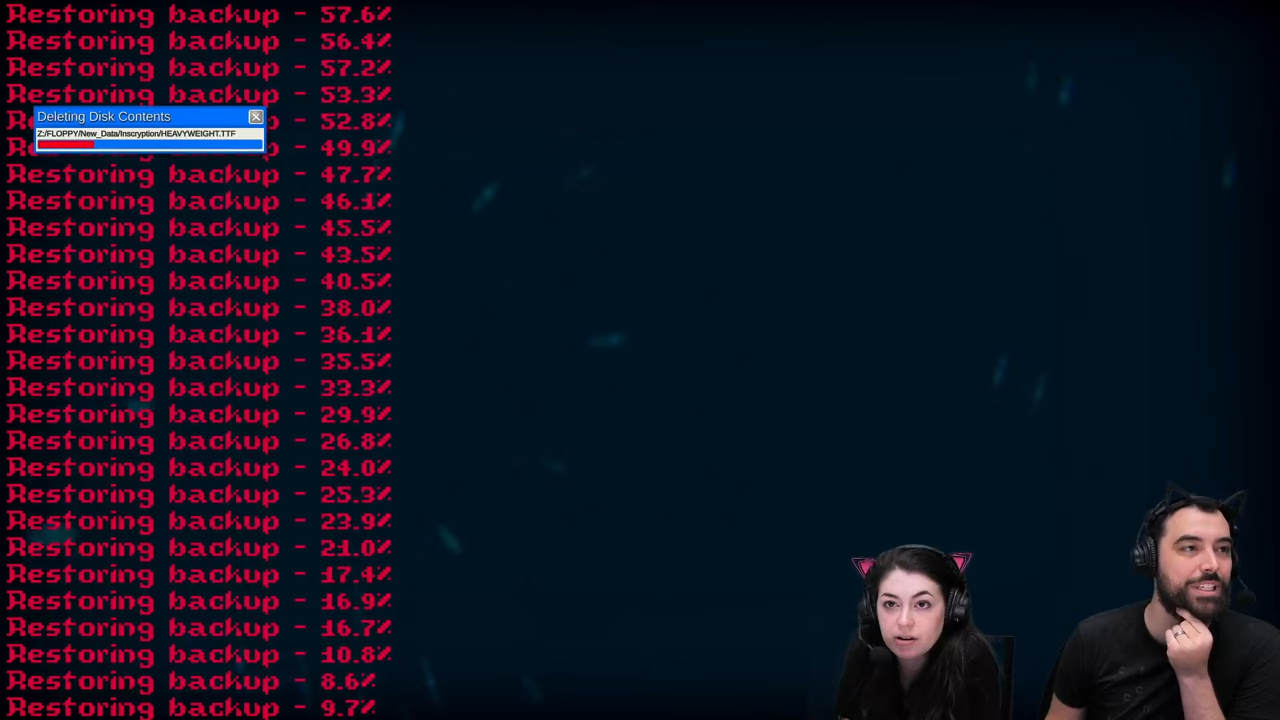 Restoring backup - 57.6%
Restoring backup - 56.4%
Restoring backup - 57.2%
Restoring backup - 53.3%
Deleting Disk Contents
52.8%
Z:/FLOPPY/New_Data/Inscryption/HEAVYWEIGHT.TTF
49.9%
Restoring backup - 47.7%
Restoring backup - 46.1%
Restoring backup - 45.5%
Restoring backup - 43.5%
Restoring backup - 40.5%
Restoring backup - 38.0%
Restoring backup - 36.1%
Restoring backup - 35.5%
Restoring backup - 33.3%
Restoring backup - 29.9%
Restoring backup - 26.8%
Restoring backup - 24.0%
Restoring backup - 25.3%
Restoring backup - 23.9%
Restoring backup - 21.0%
Restoring backup - 17.4%
Restoring backup - 16.9%
Restoring backup - 16.7%
Restoring backup - 10.8%
Restoring backup - 8.6%
Restoring backup - 9.7%